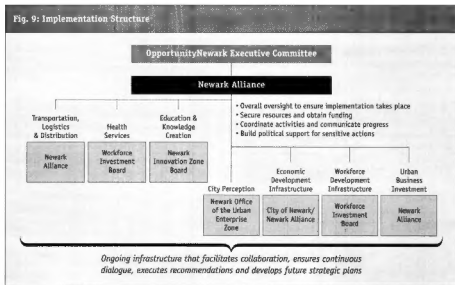 Fig. 9: Implementation Structure
OpportunityNewark Executive Committee
Newark Alliance
• Overall oversight to ensure implementation takes place
• Secure resources and obtain funding
• Coordinate activities and communicate progress
• Build political support for sensitive actions
Transportation,
Logistics
& Distribution
Newark
Alliance
Health
Services
Workforce
Investment
Board
Education &
Knowledge
Creation
Newark
Innovation Zone
Board
City Perception
Newark Office
of the Urban
Enterprise
Zone
Economic
Development
Infrastructure
City of Newark/
Newark Alliance
Workforce
Development
Infrastructure
Workforce
Investment
Board
Urban
Business
Investment
Newark
Alliance
Ongoing infrastructure that facilitates collaboration, ensures continuous
dialogue, executes recommendations and develops future strategic plans